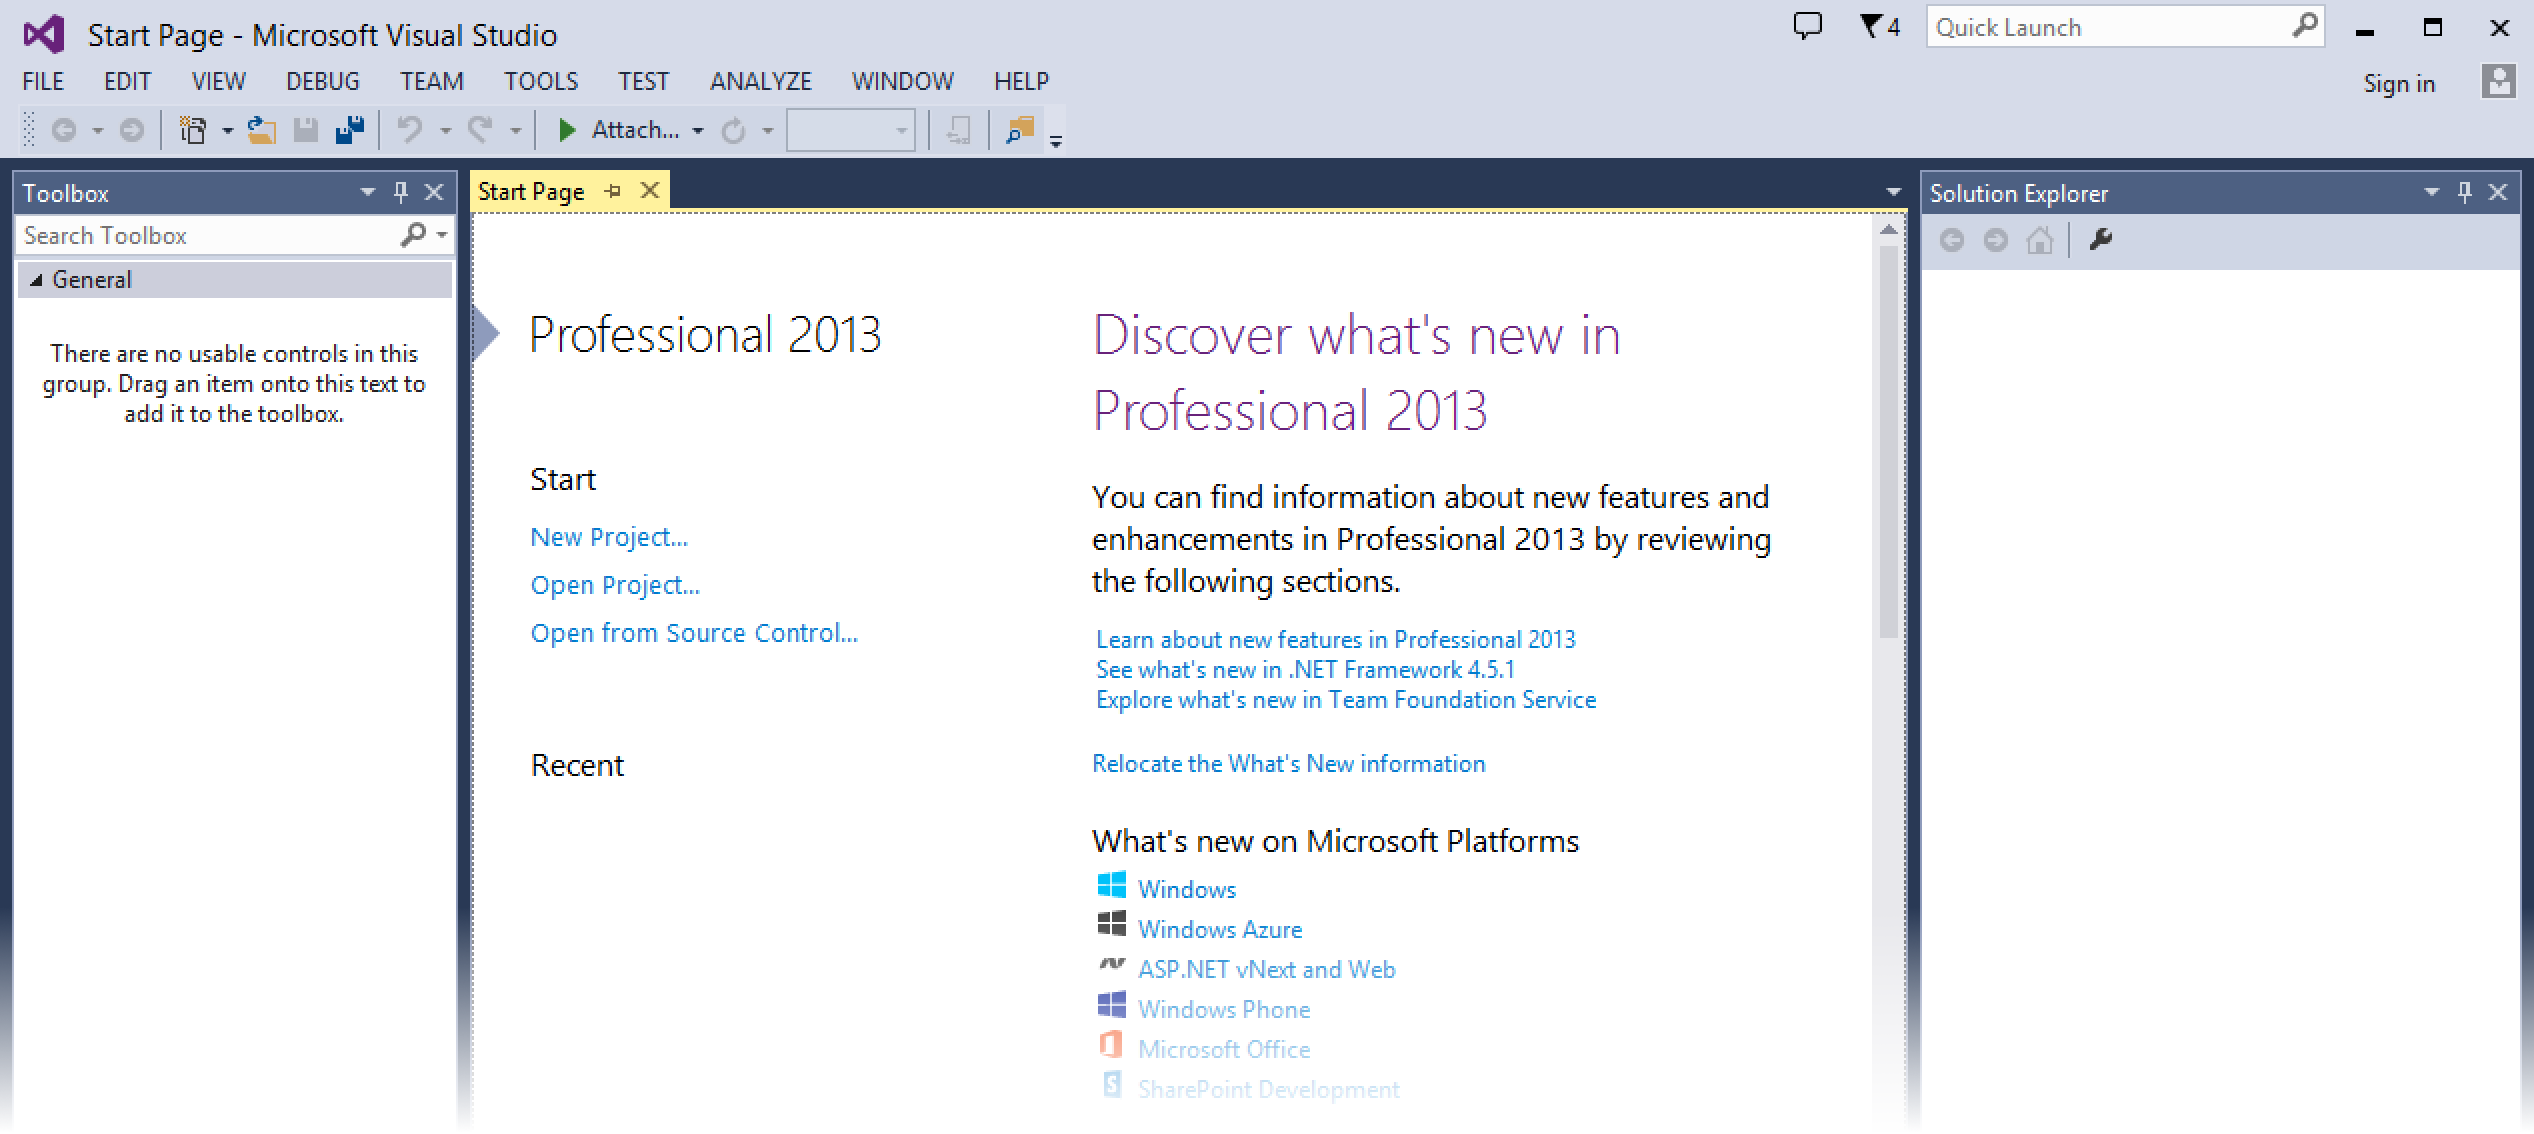 Start Page - Microsoft Visual Studio
4
Quick Launch
FILE EDIT VIEW DEBUG TEAM TOOLS TEST ANALYZE WINDOW HELP
Sign in
Attach...
Toolbox
Search Toolbox
General
There are no usable controls in this
group. Drag an item onto this text to
add it to the toolbox.
Start Page
Professional 2013
Start
New Project...
Open Project...
Open from Source Control...
Recent
Discover what's new in
Professional 2013
You can find information about new features and
enhancements in Professional 2013 by reviewing
the following sections.
Learn about new features in Professional 2013
See what's new in .NET Framework 4.5.1
Explore what's new in Team Foundation Service
Relocate the What's New information
What's new on Microsoft Platforms
Windows
Windows Azure
ASP.NET vNext and Web
Windows Phone
Microsoft Office
SharePoint Development
Solution Explorer